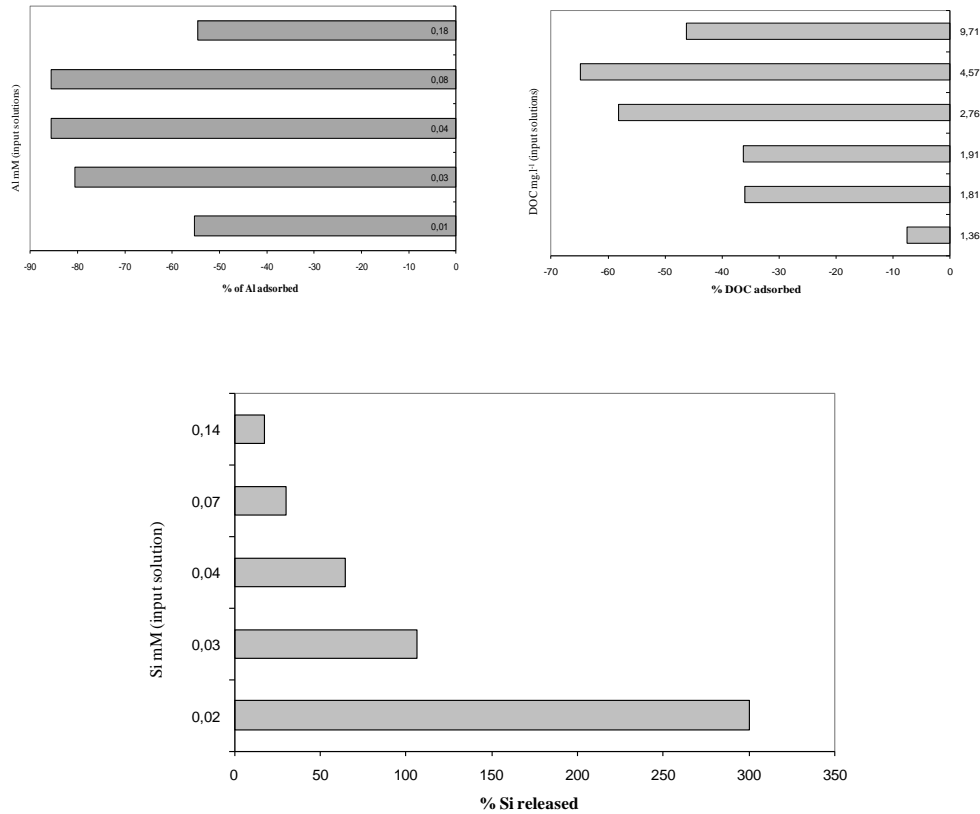 Al mM (input solutions)
0,18
0,08
0,04
0,03
0,01
-90 -80 -70 -60 -50 -40 -30 -20 -10 0
% of Al adsorbed
DOC mg.l-1 (input solutions)
9,71
4,57
2,76
1,91
1,81
1,36
-70 -60 -50 -40 -30 -20 -10 0
% DOC adsorbed
Si mM (input solution)
0,14
0,07
0,04
0,03
0,02
0 50 100 150 200 250 300 350
% Si released